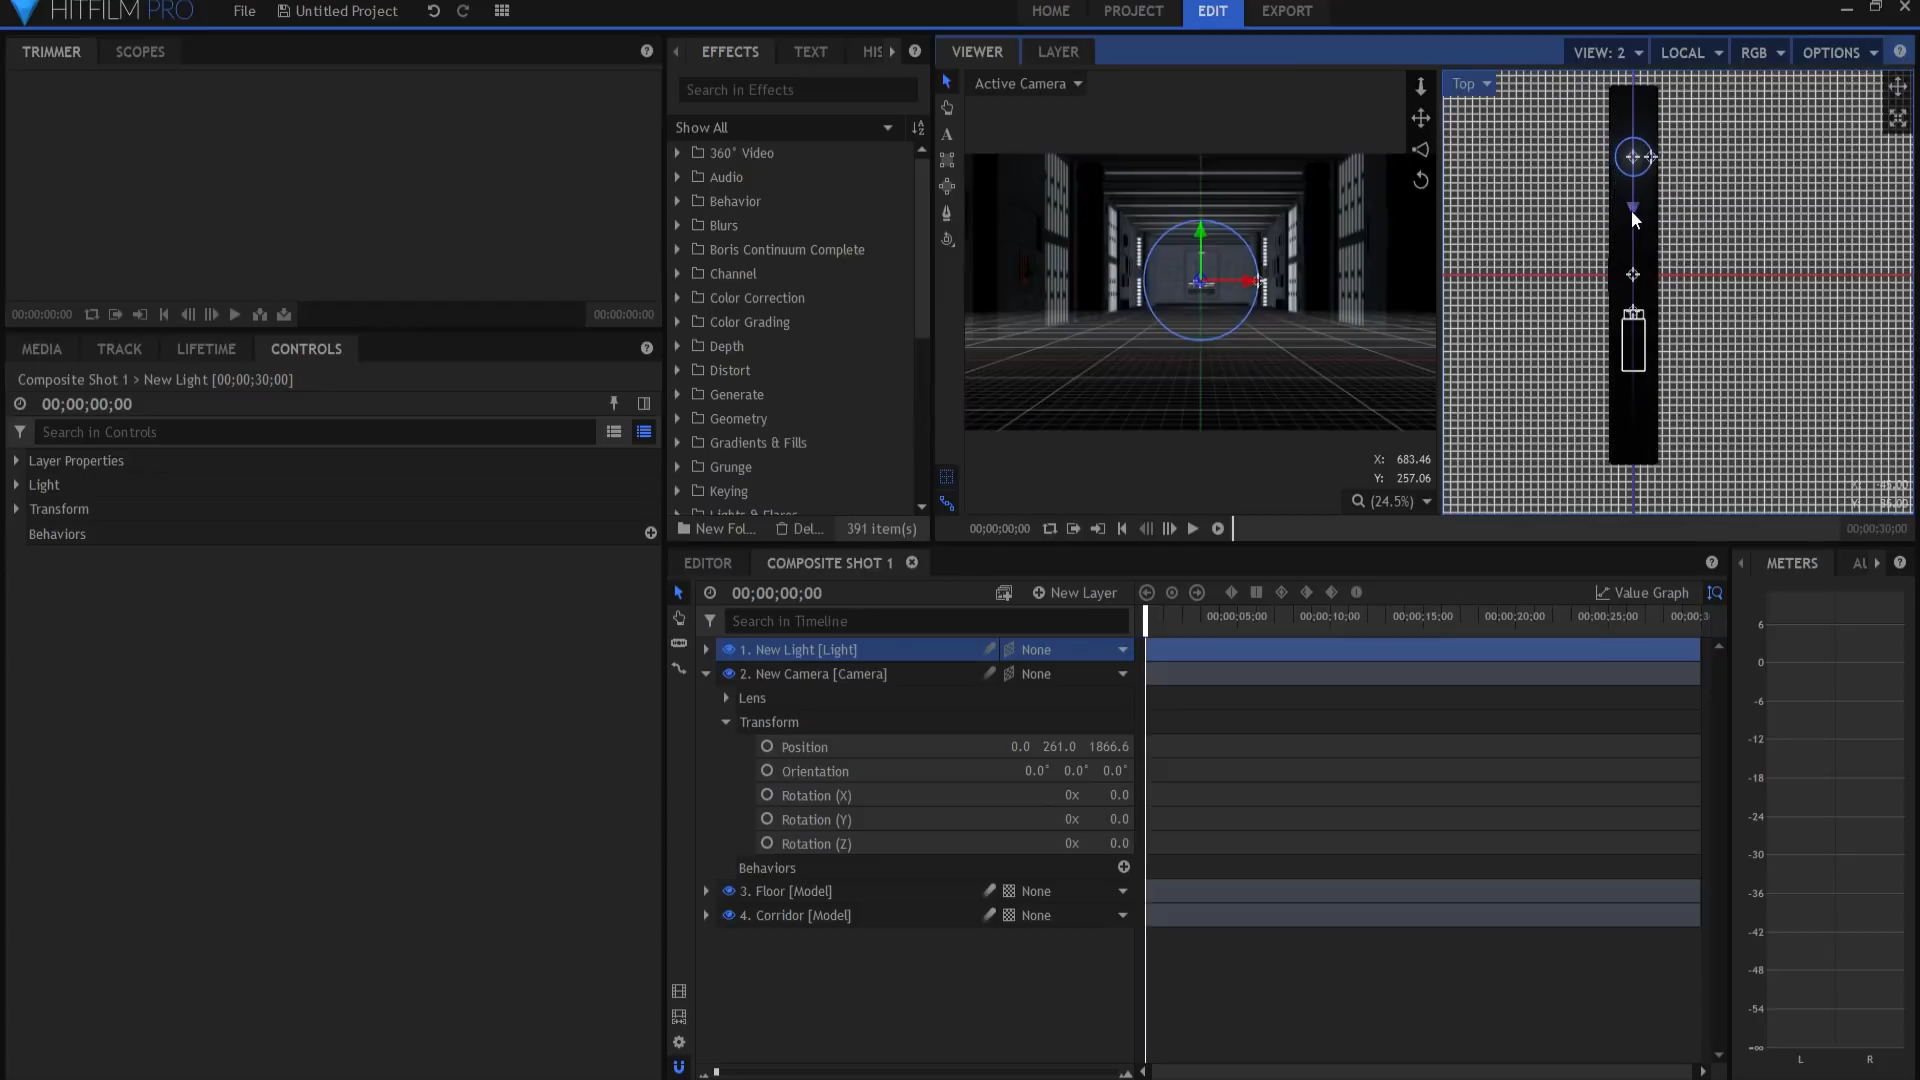 HITFILM PRO
File
Untitled Project
HOME
PROJECT
EDIT
EXPORT
TRIMMER
SCOPES
00:00:00:00
00:00:00:00
MEDIA
TRACK
LIFETIME
CONTROLS
Composite Shot 1 > New Light [00;00;30;00]
00;00;00;00
Search in Controls
Layer Properties
Light
Transform
Behaviors
EFFECTS
TEXT
HIS
Search in Effects
Show All
360° Video
Audio
Behavior
Blurs
Boris Continuum Complete
Channel
Color Correction
Color Grading
Depth
Distort
Generate
Geometry
Gradients & Fills
Grunge
Keying
Lights & Flares
New Fol...
Del...
391 item(s)
VIEWER
LAYER
VIEW: 2
LOCAL
RGB
OPTIONS
Active Camera
Top
X: 683.46
Y: 257.06
(24.5%)
00;00;00;00
00;00;30;00
EDITOR
COMPOSITE SHOT 1
00;00;00;00
New Layer
Value Graph
Search in Timeline
00;00;05;00
00;00;10;00
00;00;15;00
00;00;20;00
00;00;25;00
00;00;3
1. New Light [Light]
None
2. New Camera [Camera]
None
Lens
Transform
Position 0.0 261.0 1866.6
Orientation 0.0° 0.0° 0.0°
Rotation (X) 0x 0.0
Rotation (Y) 0x 0.0
Rotation (Z) 0x 0.0
Behaviors
3. Floor [Model]
None
4. Corridor [Model]
None
METERS
6
0
-6
-12
-18
-24
-30
-36
-42
-48
-54
-∞
L
R